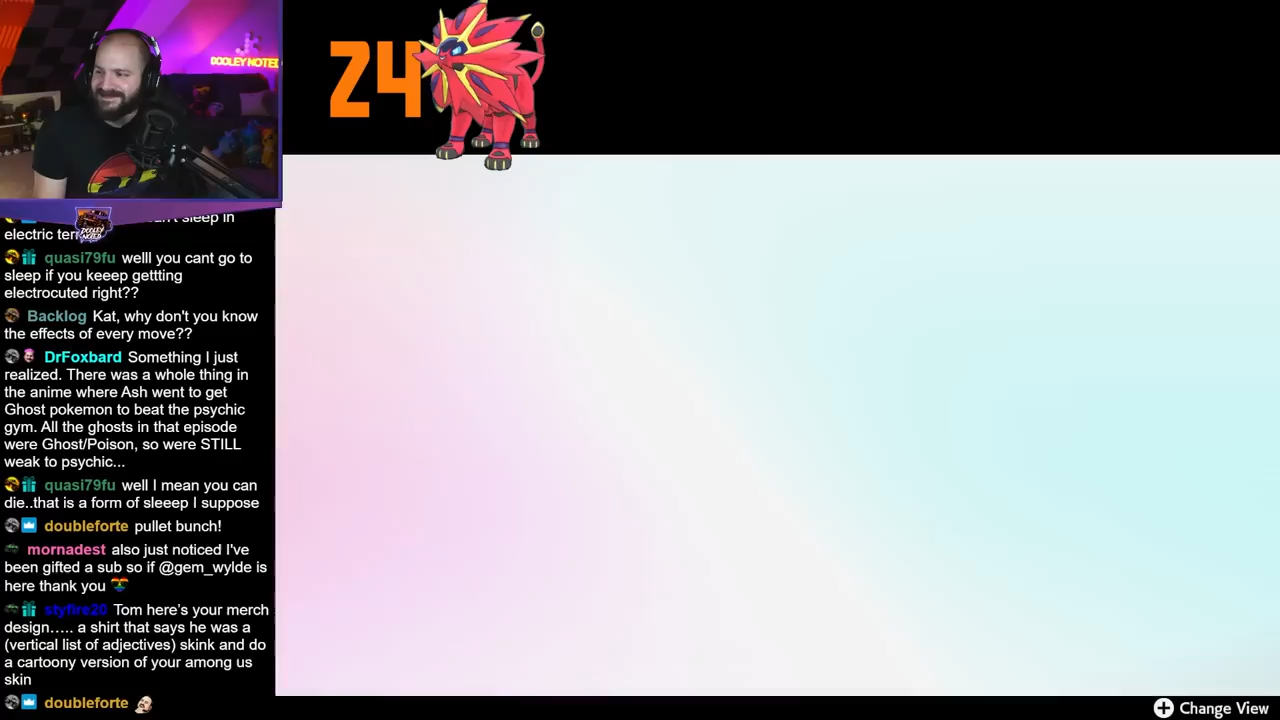 DOOLEY NOTED
24
DOOLEY
NOTED
sleep in
electric
quasi79fu welll you cant go to
sleep if you keeep gettting
electrocuted right??
Backlog Kat, why don't you know
the effects of every move??
DrFoxbard Something I just
realized. There was a whole thing in
the anime where Ash went to get
Ghost pokemon to beat the psychic
gym. All the ghosts in that episode
were Ghost/Poison, so were STILL
weak to psychic...
quasi79fu well I mean you can
die..that is a form of sleeep I suppose
doubleforte pullet bunch!
mornadest also just noticed I've
been gifted a sub so if @gem_wylde is
here thank you
styfire20 Tom here’s your merch
design….. a shirt that says he was a
(vertical list of adjectives) skink and do
a cartoony version of your among us
skin
doubleforte
Change View